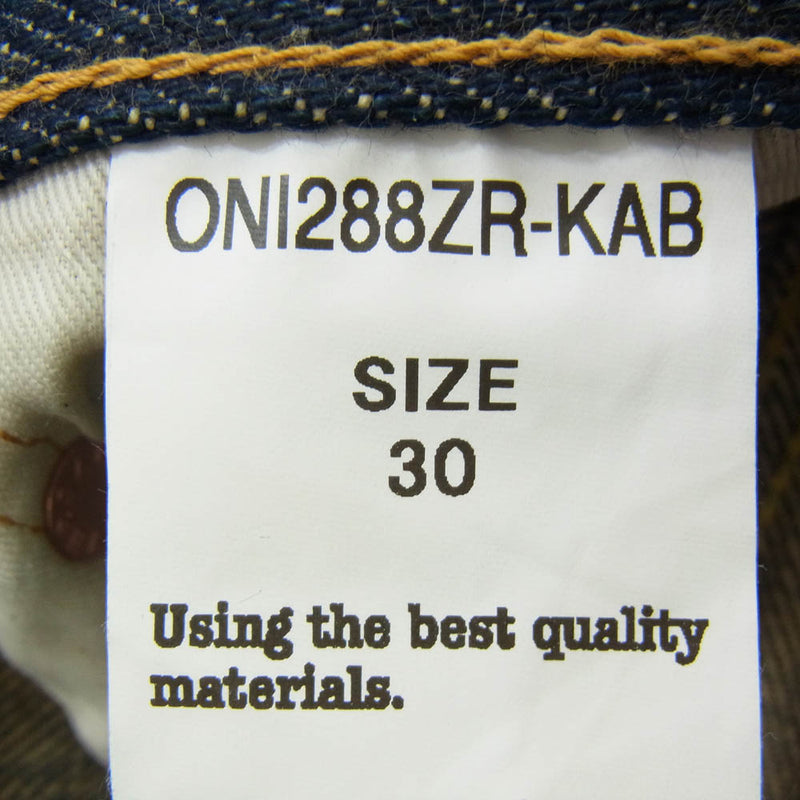 ONI288ZR-KAB
SIZE
30
Using the best quality
materials.